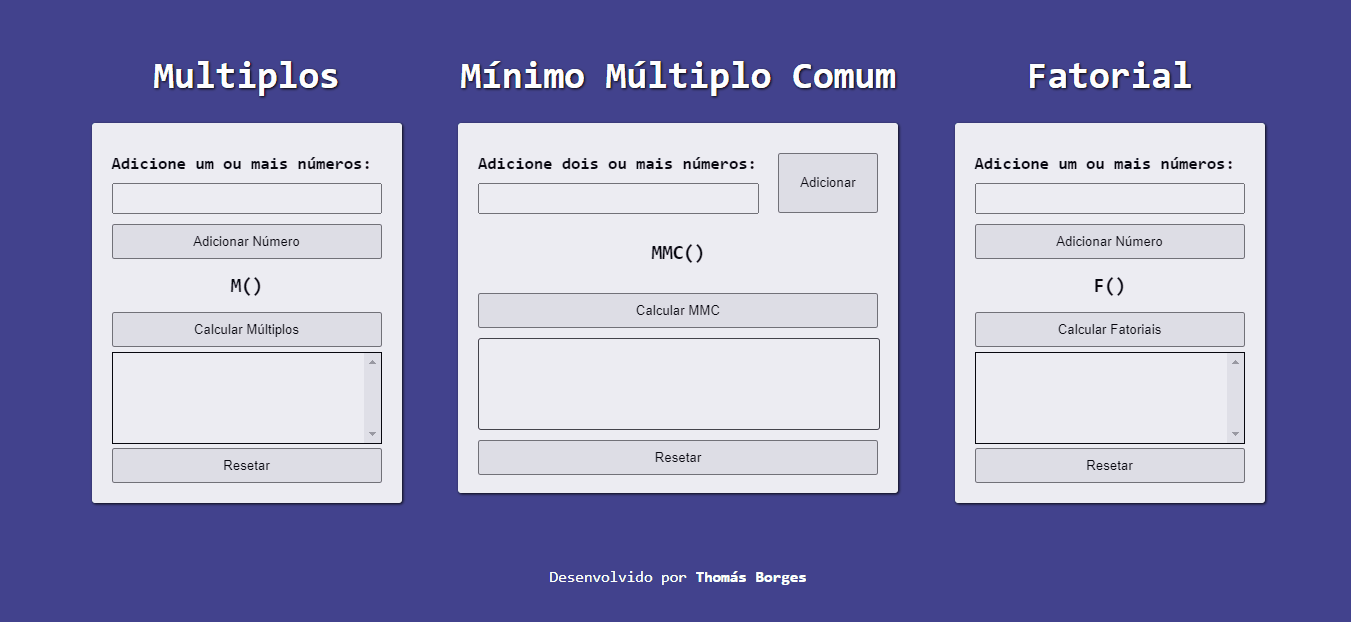 Multiplos
Adicione um ou mais números:
Adicionar Número
M()
Calcular Múltiplos
Resetar
Mínimo Múltiplo Comum
Adicione dois ou mais números:
Adicionar
MMC()
Calcular MMC
Resetar
Fatorial
Adicione um ou mais números:
Adicionar Número
F()
Calcular Fatoriais
Resetar
Desenvolvido por Thomás Borges